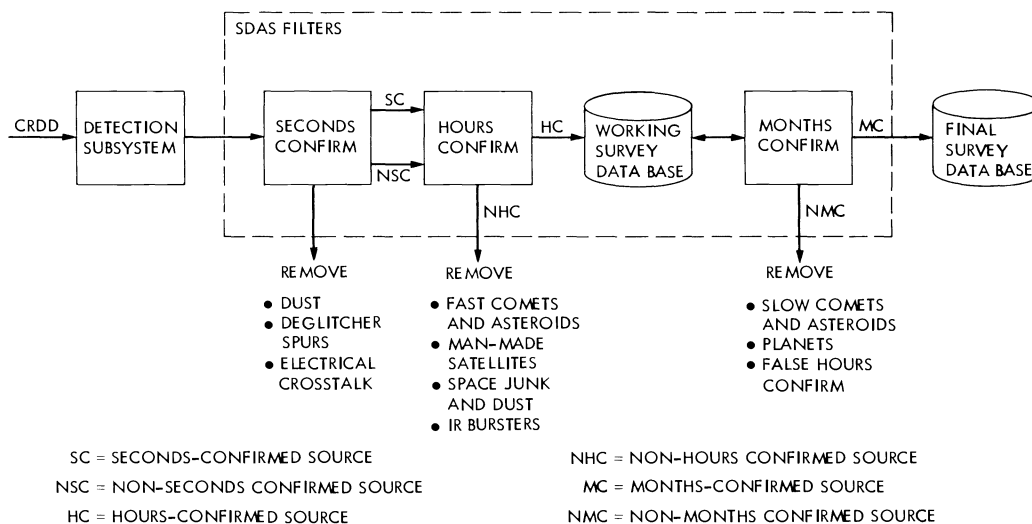 SDAS FILTERS
CRDD
DETECTION
SUBSYSTEM
SECONDS
CONFIRM
SC
NSC
HOURS
CONFIRM
HC
NHC
WORKING
SURVEY
DATA BASE
MONTHS
CONFIRM
MC
NMC
FINAL
SURVEY
DATA BASE
REMOVE
• DUST
• DEGLITCHER
SPURS
• ELECTRICAL
CROSSTALK
REMOVE
• FAST COMETS
AND ASTEROIDS
• MAN-MADE
SATELLITES
• SPACE JUNK
AND DUST
• IR BURSTERS
REMOVE
• SLOW COMETS
AND ASTEROIDS
• PLANETS
• FALSE HOURS
CONFIRM
SC = SECONDS-CONFIRMED SOURCE
NSC = NON-SECONDS CONFIRMED SOURCE
HC = HOURS-CONFIRMED SOURCE
NHC = NON-HOURS CONFIRMED SOURCE
MC = MONTHS-CONFIRMED SOURCE
NMC = NON-MONTHS CONFIRMED SOURCE